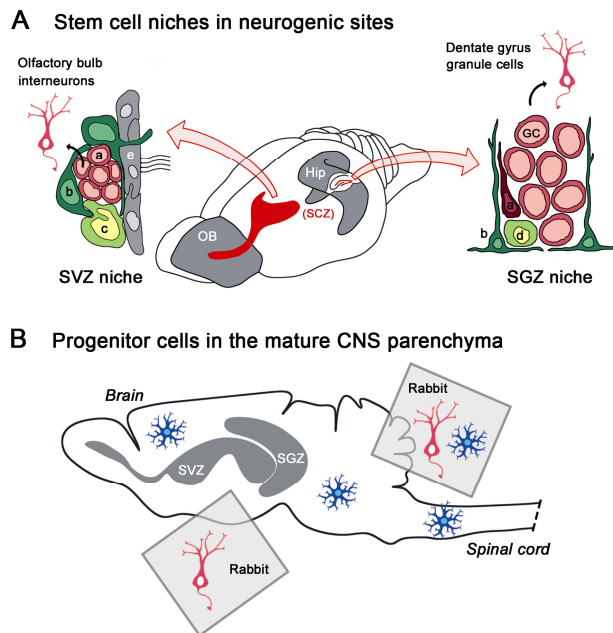 A Stem cell niches in neurogenic sites
Olfactory bulb
interneurons
a
e
b
c
SVZ niche
OB
Hip
(SCZ)
Dentate gyrus
granule cells
GC
a
b
d
SGZ niche
B Progenitor cells in the mature CNS parenchyma
Brain
SVZ
SGZ
Rabbit
Rabbit
Spinal cord